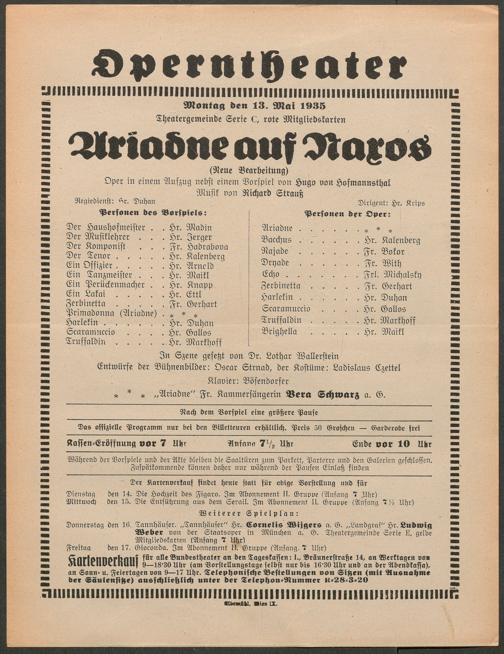 Operntheater
Montag den 13. Mai 1935
Theatergemeinde Serie C, rote Mitgliedskarten
Ariadne auf Naxos
(Neue Bearbeitung)
Oper in einem Aufzug nebst einem Vorspiel von Hugo von Hofmannsthal
Musik von Richard Strauß
Regiedienst: Hr. Duhan
Dirigent: Hr. Krips
Personen des Vorspiels:
Der Haushofmeister . . Hr. Madin
Der Musiklehrer . . . Hr. Jerger
Der Komponist . . . Fr. Hadrabova
Der Tenor . . . . . Hr. Kalenberg
Ein Offizier . . . . . Hr. Arnold
Ein Tanzmeister . . . Hr. Maikl
Ein Perückenmacher . . Hr. Knapp
Ein Lakai . . . . . Hr. Ettl
Zerbinetta . . . . . Fr. Gerhart
Primadonna (Ariadne) . * * *
Harlekin . . . . . . Hr. Duhan
Scaramuccio . . . . Hr. Gallos
Truffaldin . . . . . Hr. Markhoff
Personen der Oper:
Ariadne . . . . . . * * *
Bacchus . . . . . . Hr. Kalenberg
Najade . . . . . . Fr. Bokor
Dryade . . . . . . Fr. With
Echo . . . . . . . Frl. Michalsky
Zerbinetta . . . . . Fr. Gerhart
Harlekin . . . . . . Hr. Duhan
Scaramuccio . . . . Hr. Gallos
Truffaldin . . . . . Hr. Markhoff
Brighella . . . . . Hr. Maikl
In Szene gesetzt von Dr. Lothar Wallerstein
Entwürfe der Bühnenbilder: Oscar Strnad, der Kostüme: Ladislaus Czettel
Klavier: Bösendorfer
* * * „Ariadne" Fr. Kammersängerin Vera Schwarz a. G.
Nach dem Vorspiel eine größere Pause
Das offizielle Programm nur bei den Billetteuren erhältlich. Preis 50 Groschen — Garderobe frei
Kassen-Eröffnung vor 7 Uhr Anfang 7½ Uhr Ende vor 10 Uhr
Während der Vorspiele und der Akte bleiben die Saaltüren zum Parkett, Parterre und den Galerien geschlossen.
Zuspätkommende können daher nur während der Pausen Einlaß finden
Der Kartenverkauf findet heute statt für obige Vorstellung und für
Dienstag den 14. Die Hochzeit des Figaro. Im Abonnement II. Gruppe (Anfang 7 Uhr)
Mittwoch den 15. Die Entführung aus dem Serail. Im Abonnement II. Gruppe (Anfang 7½ Uhr)
Weiterer Spielplan:
Donnerstag den 16. Tannhäuser. „Tannhäuser" Hr. Cornelis Wijgers a. G. „Landgraf" Hr. Ludwig
Weber von der Staatsoper in München a. G. Theatergemeinde Serie E, gelbe
Mitgliedskarten (Anfang 7 Uhr)
Freitag den 17. Gioconda. Im Abonnement II. Gruppe (Anfang 7 Uhr)
Kartenverkauf für alle Bundestheater an den Tageskassen: I., Bräunerstraße 14, an Werktagen von
9—18/30 Uhr (am Vorstellungstage selbst nur bis 16/30 Uhr und an der Abendkassa),
an Sonn- u. Feiertagen von 9—17 Uhr. Telephonische Bestellungen von Sitzen (mit Ausnahme
der Säulensitze) ausschließlich unter der Telephon-Nummer R-28-3-20
Elbemühl, Wien IX.